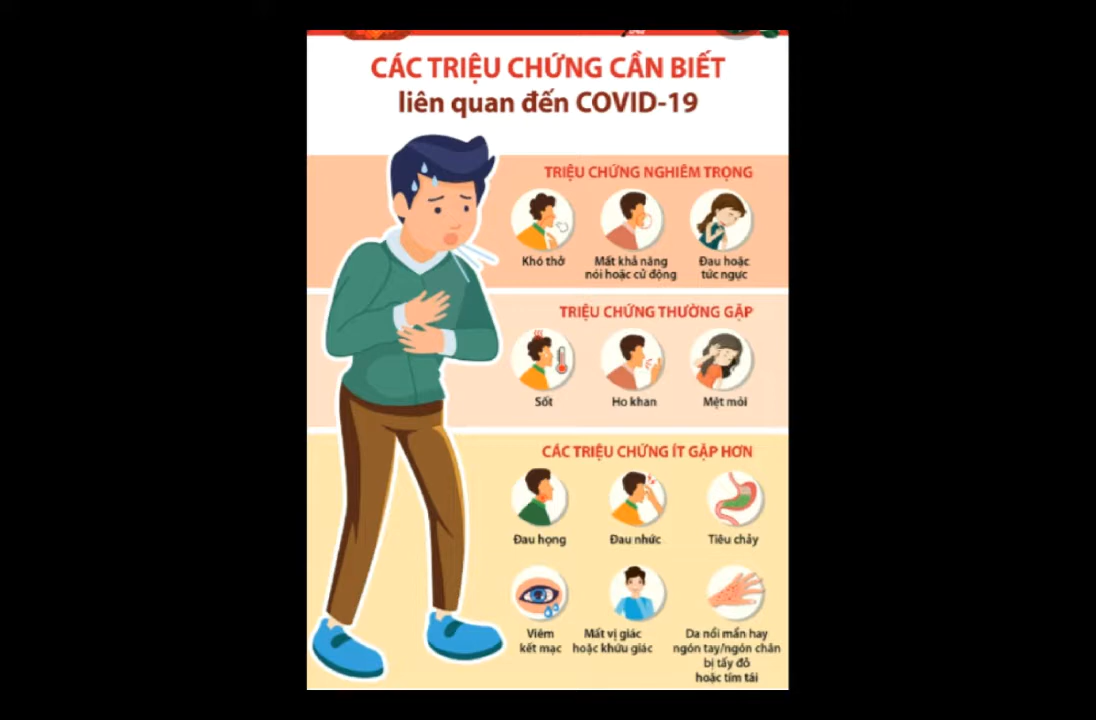 CÁC TRIỆU CHỨNG CẦN BIẾT
liên quan đến COVID-19
TRIỆU CHỨNG NGHIÊM TRỌNG
Khó thở
Mất khả năng
nói hoặc cử động
Đau hoặc
tức ngực
TRIỆU CHỨNG THƯỜNG GẶP
Sốt
Ho khan
Mệt mỏi
CÁC TRIỆU CHỨNG ÍT GẶP HƠN
Đau họng
Đau nhức
Tiêu chảy
Viêm
kết mạc
Mất vị giác
hoặc khứu giác
Da nổi mẩn hay
ngón tay/ngón chân
bị tấy đỏ
hoặc tím tái